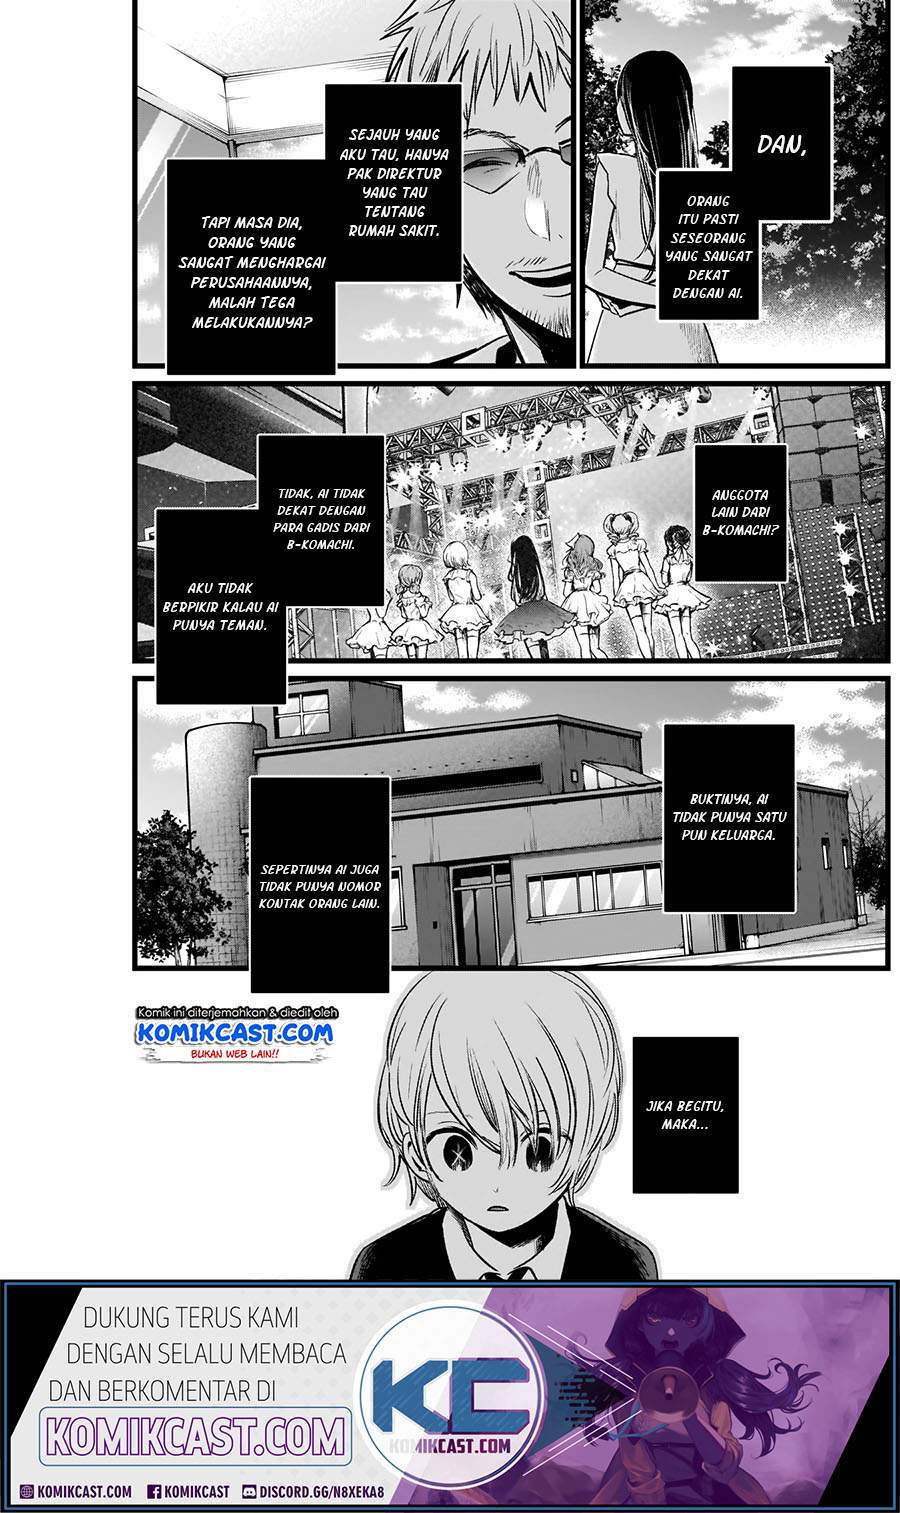 DAN,
ORANG
ITU PASTI
SESEORANG
YANG SANGAT
DEKAT
DENGAN AI.
SEJAUH YANG
AKU TAU, HANYA
PAK DIREKTUR
YANG TAU
TENTANG
RUMAH SAKIT.
TAPI MASA DIA,
ORANG YANG
SANGAT MENGHARGAI
PERUSAHAANNYA,
MALAH TEGA
MELAKUKANNYA?
ANGGOTA
LAIN DARI
B-KOMACHI?
TIDAK, AI TIDAK
DEKAT DENGAN
PARA GADIS DARI
B-KOMACHI.
AKU TIDAK
BERPIKIR KALAU AI
PUNYA TEMAN.
BUKTINYA, AI
TIDAK PUNYA SATU
PUN KELUARGA.
SEPERTINYA AI JUGA
TIDAK PUNYA NOMOR
KONTAK ORANG LAIN.
Komik ini diterjemahkan & diedit oleh
KOMIKCAST.COM
BUKAN WEB LAIN!!
JIKA BEGITU,
MAKA...
DUKUNG TERUS KAMI
DENGAN SELALU MEMBACA
DAN BERKOMENTAR DI
KOMIKCAST.COM
KOMIKCAST.COM KOMIKCAST DISCORD.GG/N8XEKA8
KC
KOMIKCAST.COM